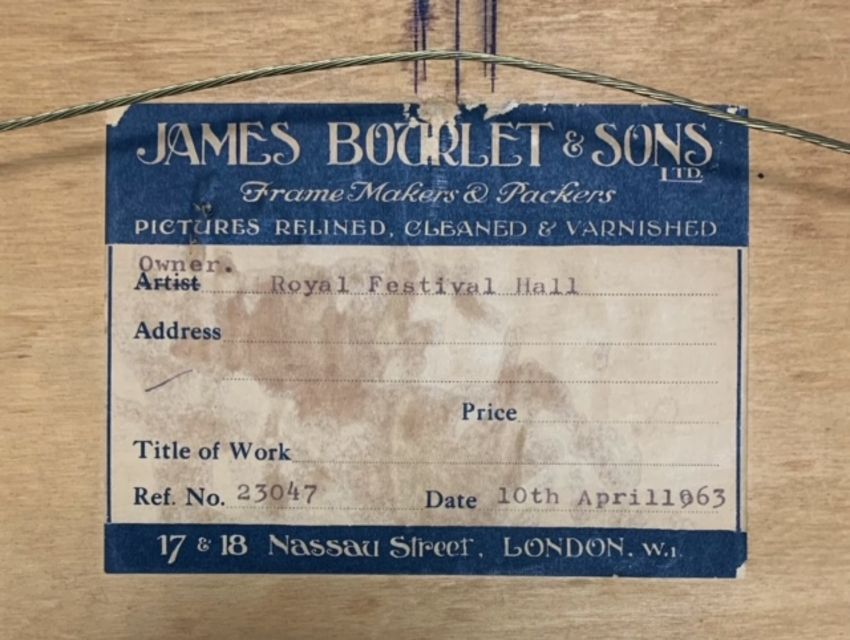 JAMES BOURLET & SONS
LTD.
Frame Makers & Packers
PICTURES RELINED, CLEANED & VARNISHED
Owner.
Artist Royal Festival Hall
Address
Price
Title of Work
Ref. No. 23047 Date 10th April1963
17 & 18 Nassau Street, LONDON. W.1.